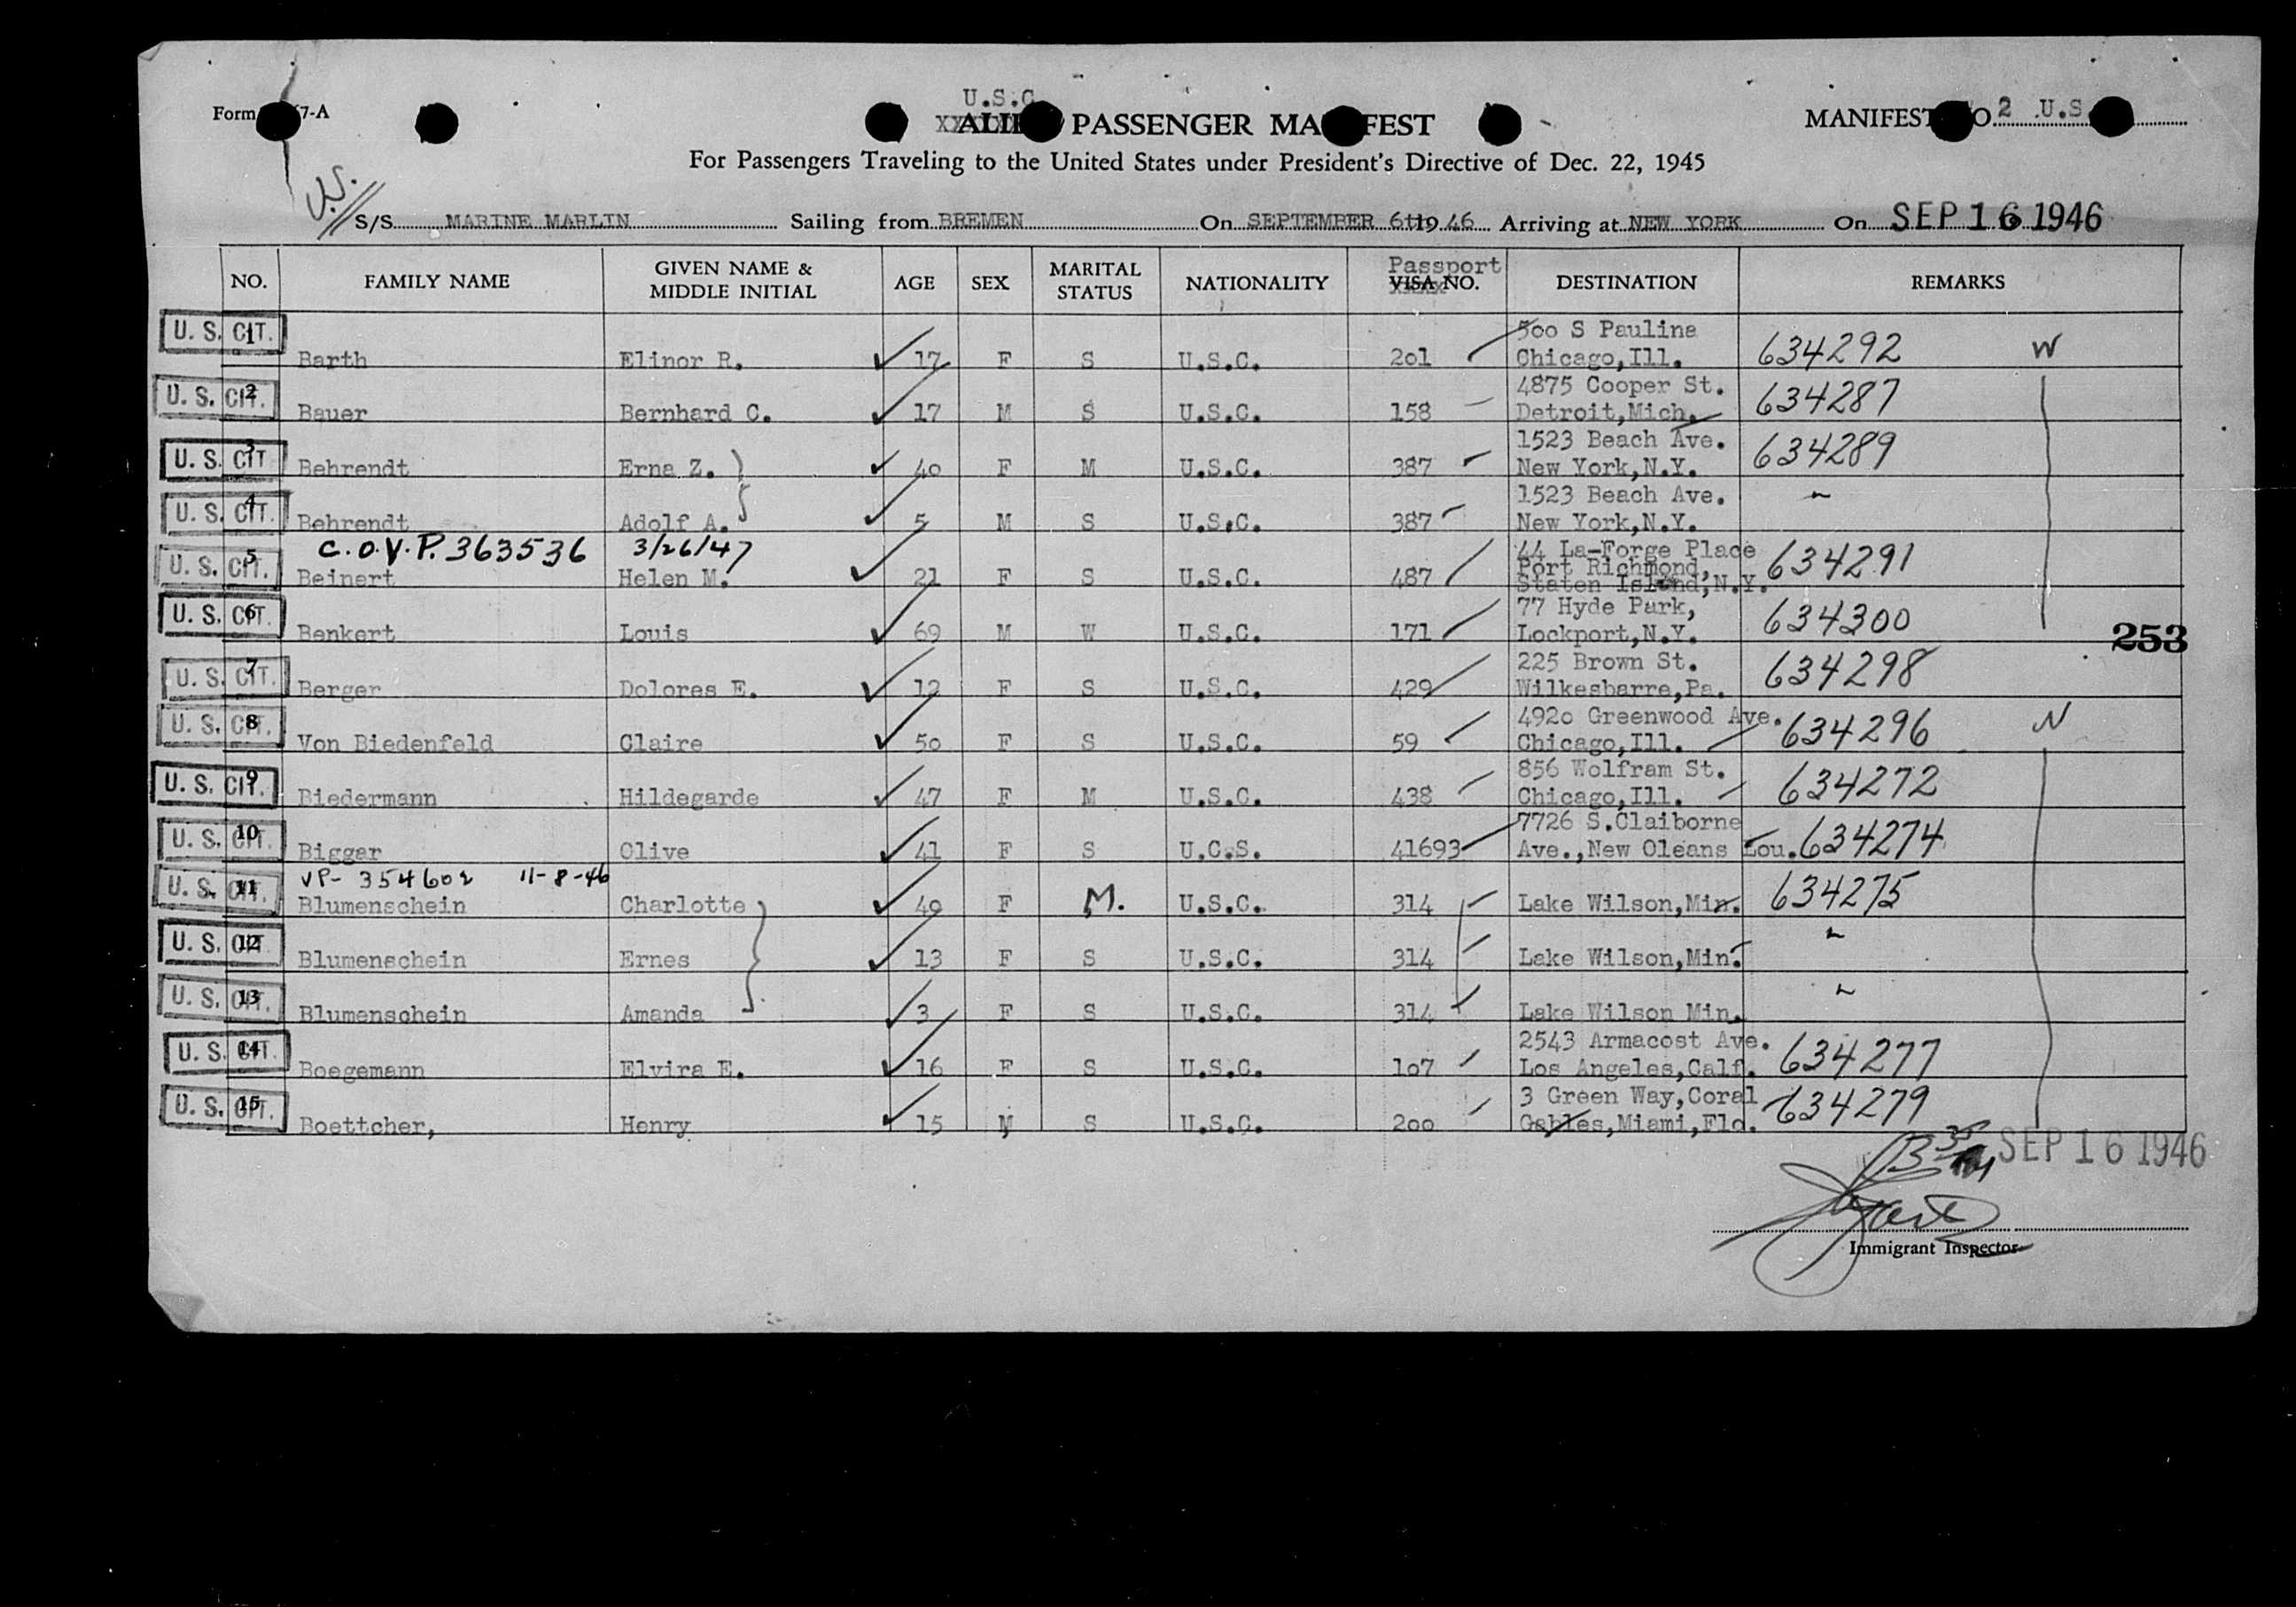 U.S.C.
Form 67-A ALIEN PASSENGER MANIFEST MANIFEST NO. 2 U.S.
For Passengers Traveling to the United States under President's Directive of Dec. 22, 1945
U.S.
S/S MARINE MARLIN Sailing from BREMEN On SEPTEMBER 6th 1946 Arriving at NEW YORK On SEP 16 1946
NO. FAMILY NAME GIVEN NAME & MIDDLE INITIAL AGE SEX MARITAL STATUS NATIONALITY Passport VISA NO. DESTINATION REMARKS
U. S. CIT. 1 Barth Elinor R. 17 F S U.S.C. 201 500 S Paulina Chicago,Ill. 634292 W
U. S. CIT. 2 Bauer Bernhard C. 17 M S U.S.C. 158 4875 Cooper St. Detroit,Mich. 634287
U. S. CIT 3 Behrendt Erna Z. 40 F M U.S.C. 387 1523 Beach Ave. New York,N.Y. 634289
U. S. CIT. 4 Behrendt Adolf A. 5 M S U.S.C. 387 1523 Beach Ave. New York,N.Y.
C.O.V.P. 363536 3/26/47
U. S. CIT. 5 Beinert Helen M. 21 F S U.S.C. 487 44 La-Forge Place Port Richmond, Staten Island,N.Y. 634291
U. S. CIT. 6 Benkert Louis 69 M W U.S.C. 171 77 Hyde Park, Lockport,N.Y. 634300
253
U. S. CIT. 7 Berger Dolores E. 12 F S U.S.C. 429 225 Brown St. Wilkesbarre,Pa. 634298
U. S. CIT. 8 Von Biedenfeld Claire 50 F S U.S.C. 59 4920 Greenwood Ave. Chicago,Ill. 634296 N
U. S. CIT. 9 Biedermann Hildegarde 47 F M U.S.C. 438 856 Wolfram St. Chicago,Ill. 634272
U. S. CIT. 10 Biggar Olive 41 F S U.C.S. 41693 7726 S.Claiborne Ave.,New Oleans Lou. 634274
VP- 354602 11-8-46
U. S. CIT. 11 Blumenschein Charlotte 49 F M. U.S.C. 314 Lake Wilson,Min. 634275
U. S. CIT 12 Blumenschein Ernes 13 F S U.S.C. 314 Lake Wilson,Min.
U. S. CIT. 13 Blumenschein Amanda 3 F S U.S.C. 314 Lake Wilson Min.
U. S. CIT. 14 Boegemann Elvira E. 16 F S U.S.C. 107 2543 Armacost Ave. Los Angeles,Calf. 634277
U. S. CIT. 15 Boettcher, Henry 15 M S U.S.C. 200 3 Green Way,Coral Gables,Miami,Flo. 634279
SEP 16 1946
Immigrant Inspector